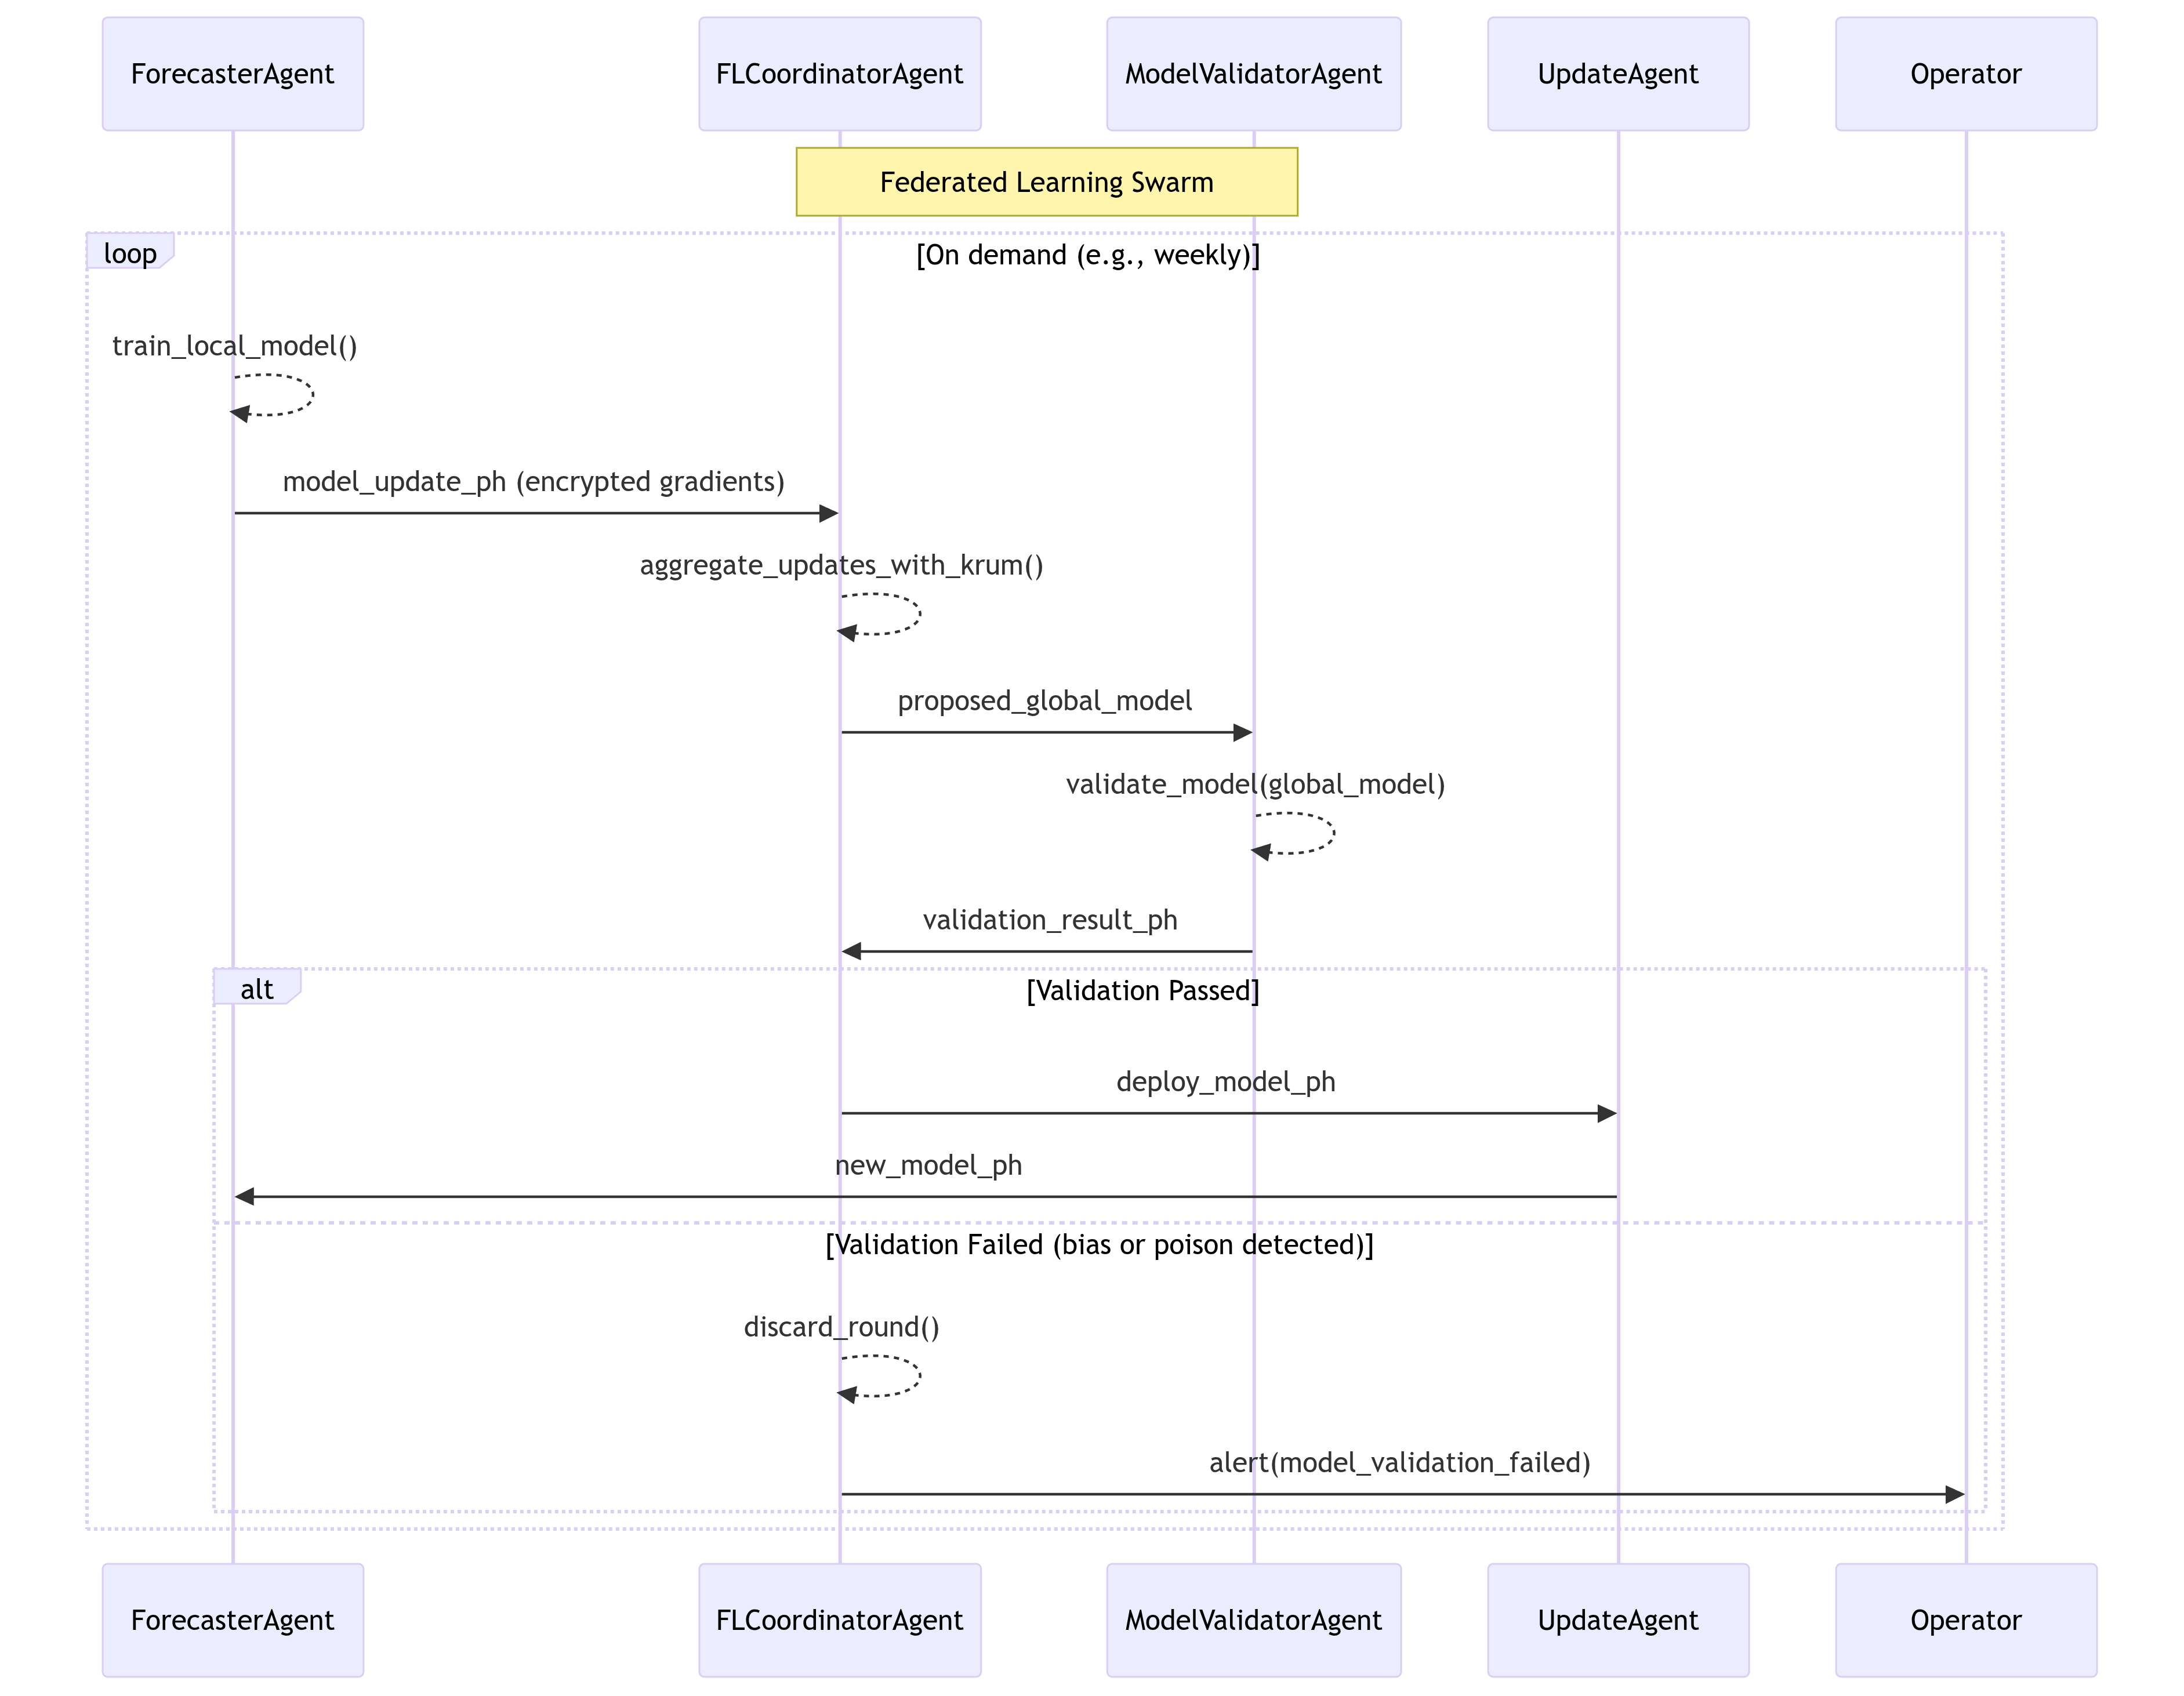 ForecasterAgent
FLCoordinatorAgent
ModelValidatorAgent
UpdateAgent
Operator
Federated Learning Swarm
loop
[On demand (e.g., weekly)]
train_local_model()
model_update_ph (encrypted gradients)
aggregate_updates_with_krum()
proposed_global_model
validate_model(global_model)
validation_result_ph
alt
[Validation Passed]
deploy_model_ph
new_model_ph
[Validation Failed (bias or poison detected)]
discard_round()
alert(model_validation_failed)
ForecasterAgent
FLCoordinatorAgent
ModelValidatorAgent
UpdateAgent
Operator